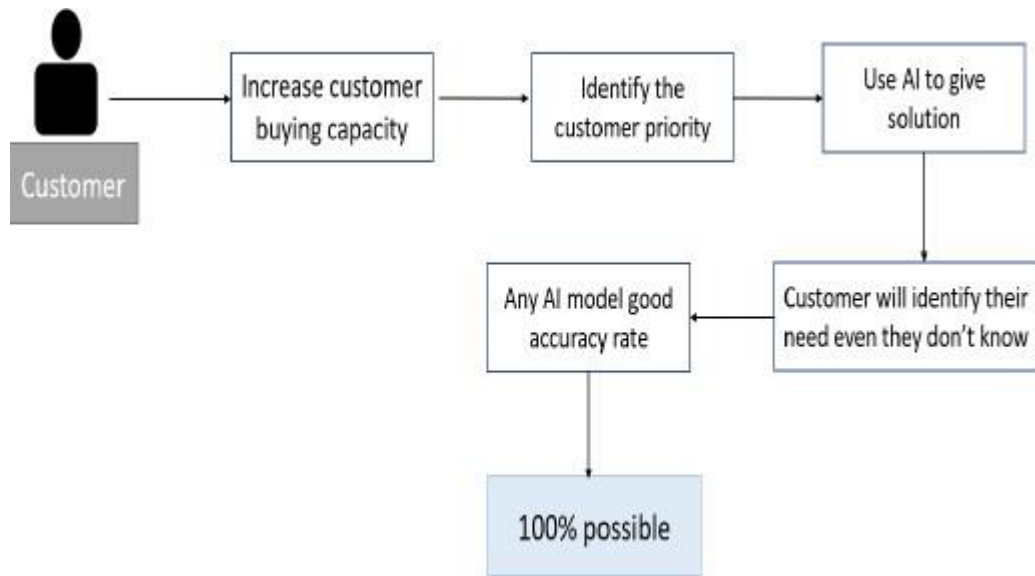 Customer
Increase customer
buying capacity
Identify the
customer priority
Use AI to give
solution
Customer will identify their
need even they don't know
Any AI model good
accuracy rate
100% possible